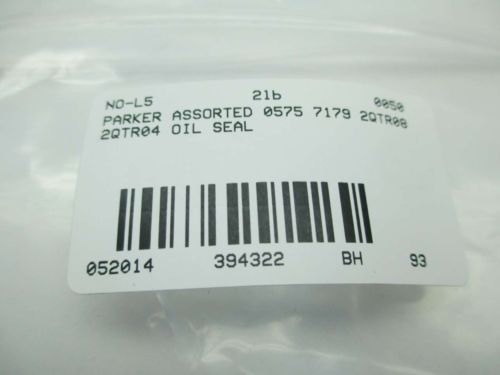 NO-L5 21b 0050
PARKER ASSORTED 0575 7179 2QTR08
2QTR04 OIL SEAL
052014 394322 BH 93